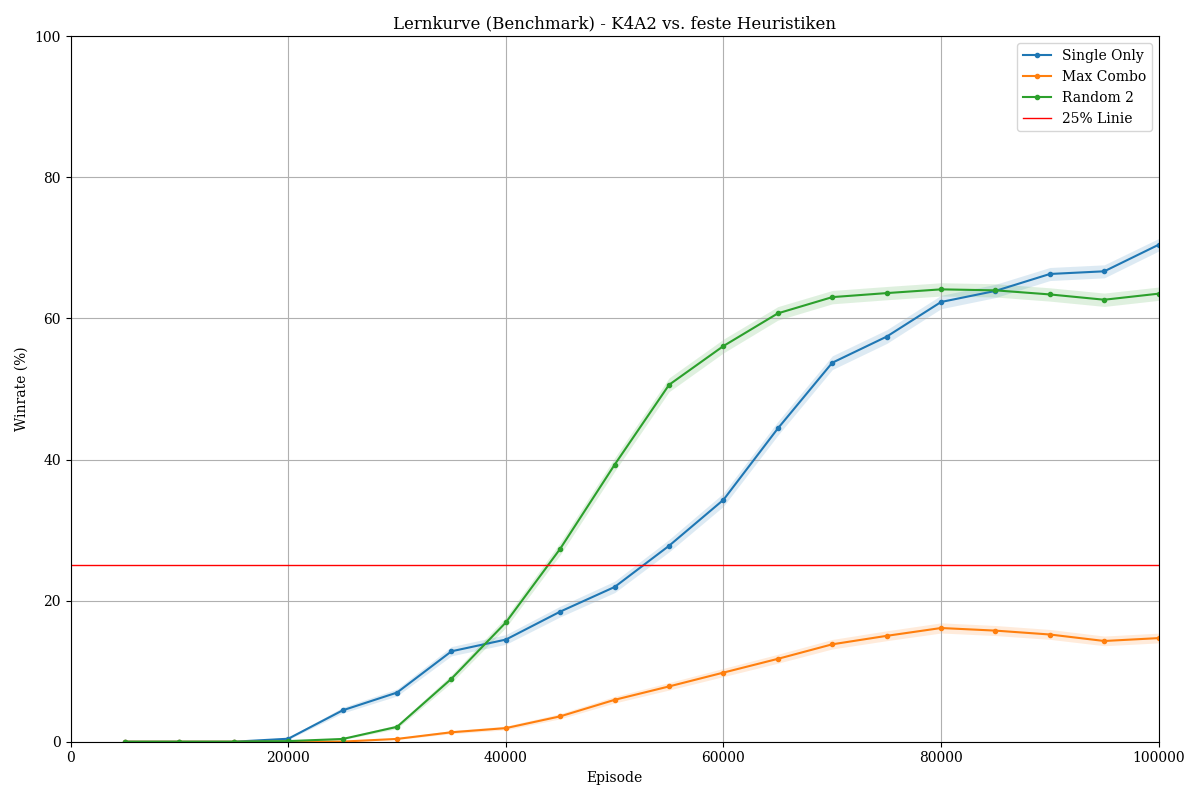 Lernkurve (Benchmark) - K4A2 vs. feste Heuristiken
100
80
60
40
20
0
Winrate (%)
Single Only
Max Combo
Random 2
25% Linie
0 20000 40000 60000 80000 100000
Episode